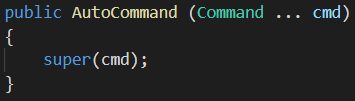 public AutoCommand (Command ... cmd)
{
    super(cmd);
}